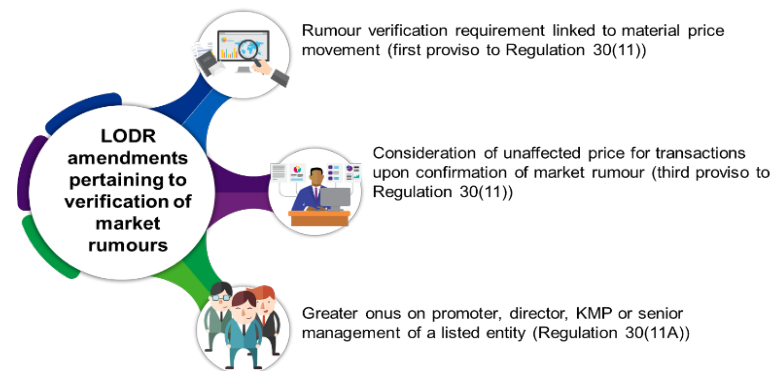 Rumour verification requirement linked to material price
movement (first proviso to Regulation 30(11))
LODR
amendments
pertaining to
verification of
market
rumours
Consideration of unaffected price for transactions
upon confirmation of market rumour (third proviso to
Regulation 30(11))
Greater onus on promoter, director, KMP or senior
management of a listed entity (Regulation 30(11A))